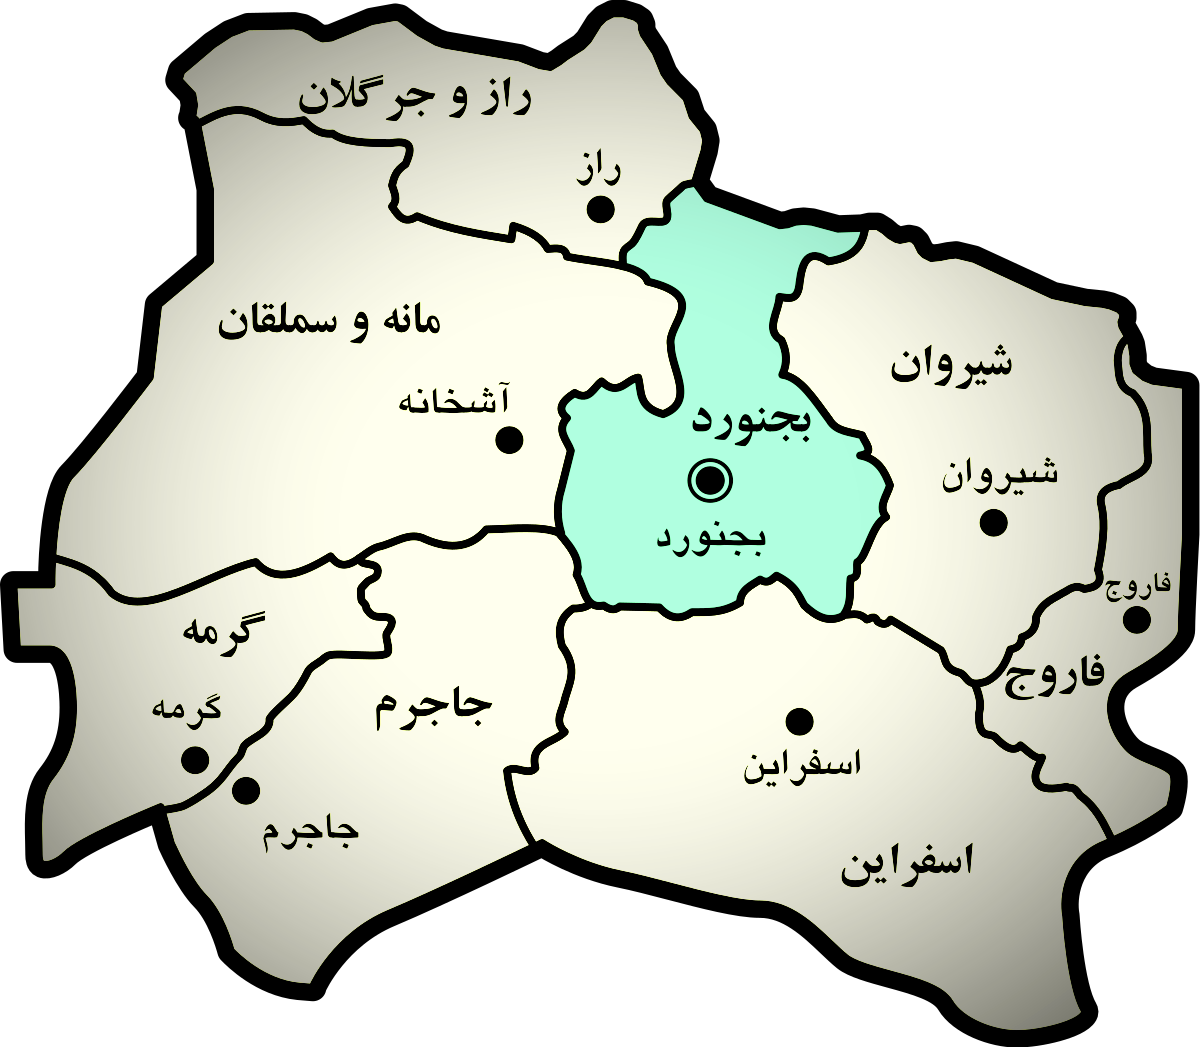 راز و جرگلان
راز
مانه و سملقان
آشخانه
شیروان
شیروان
بجنورد
بجنورد
فاروج
فاروج
گرمه
گرمه
جاجرم
جاجرم
اسفراین
اسفراین